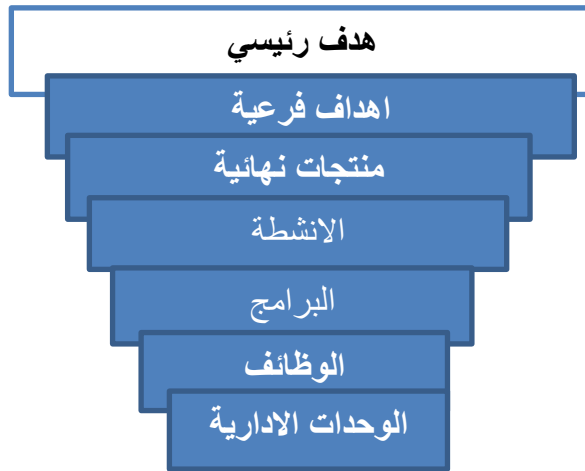 هدف رئيسي
اهداف فرعية
منتجات نهائية
الانشطة
البرامج
الوظائف
الوحدات الادارية